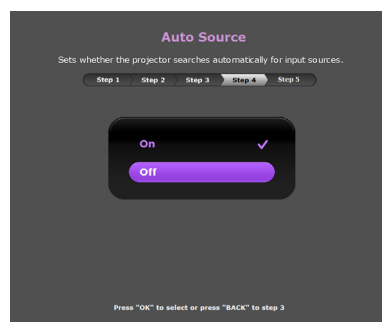 Auto Source
Sets whether the projector searches automatically for input sources.
Step 1 Step 2 Step 3 Step 4 Step 5
On
Off
Press "OK" to select or press "BACK" to step 3